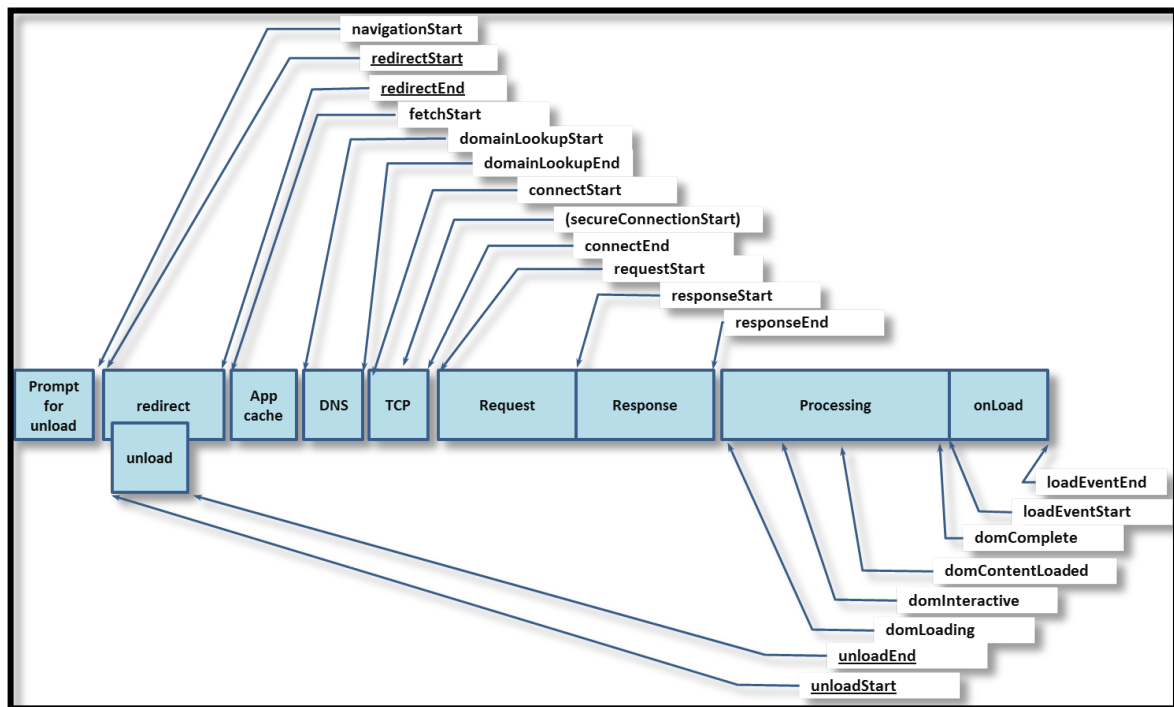 navigationStart
redirectStart
redirectEnd
fetchStart
domainLookupStart
domainLookupEnd
connectStart
(secureConnectionStart)
connectEnd
requestStart
responseStart
responseEnd
Prompt
for
unload
redirect
unload
App
cache
DNS
TCP
Request
Response
Processing
onLoad
loadEventEnd
loadEventStart
domComplete
domContentLoaded
domInteractive
domLoading
unloadEnd
unloadStart